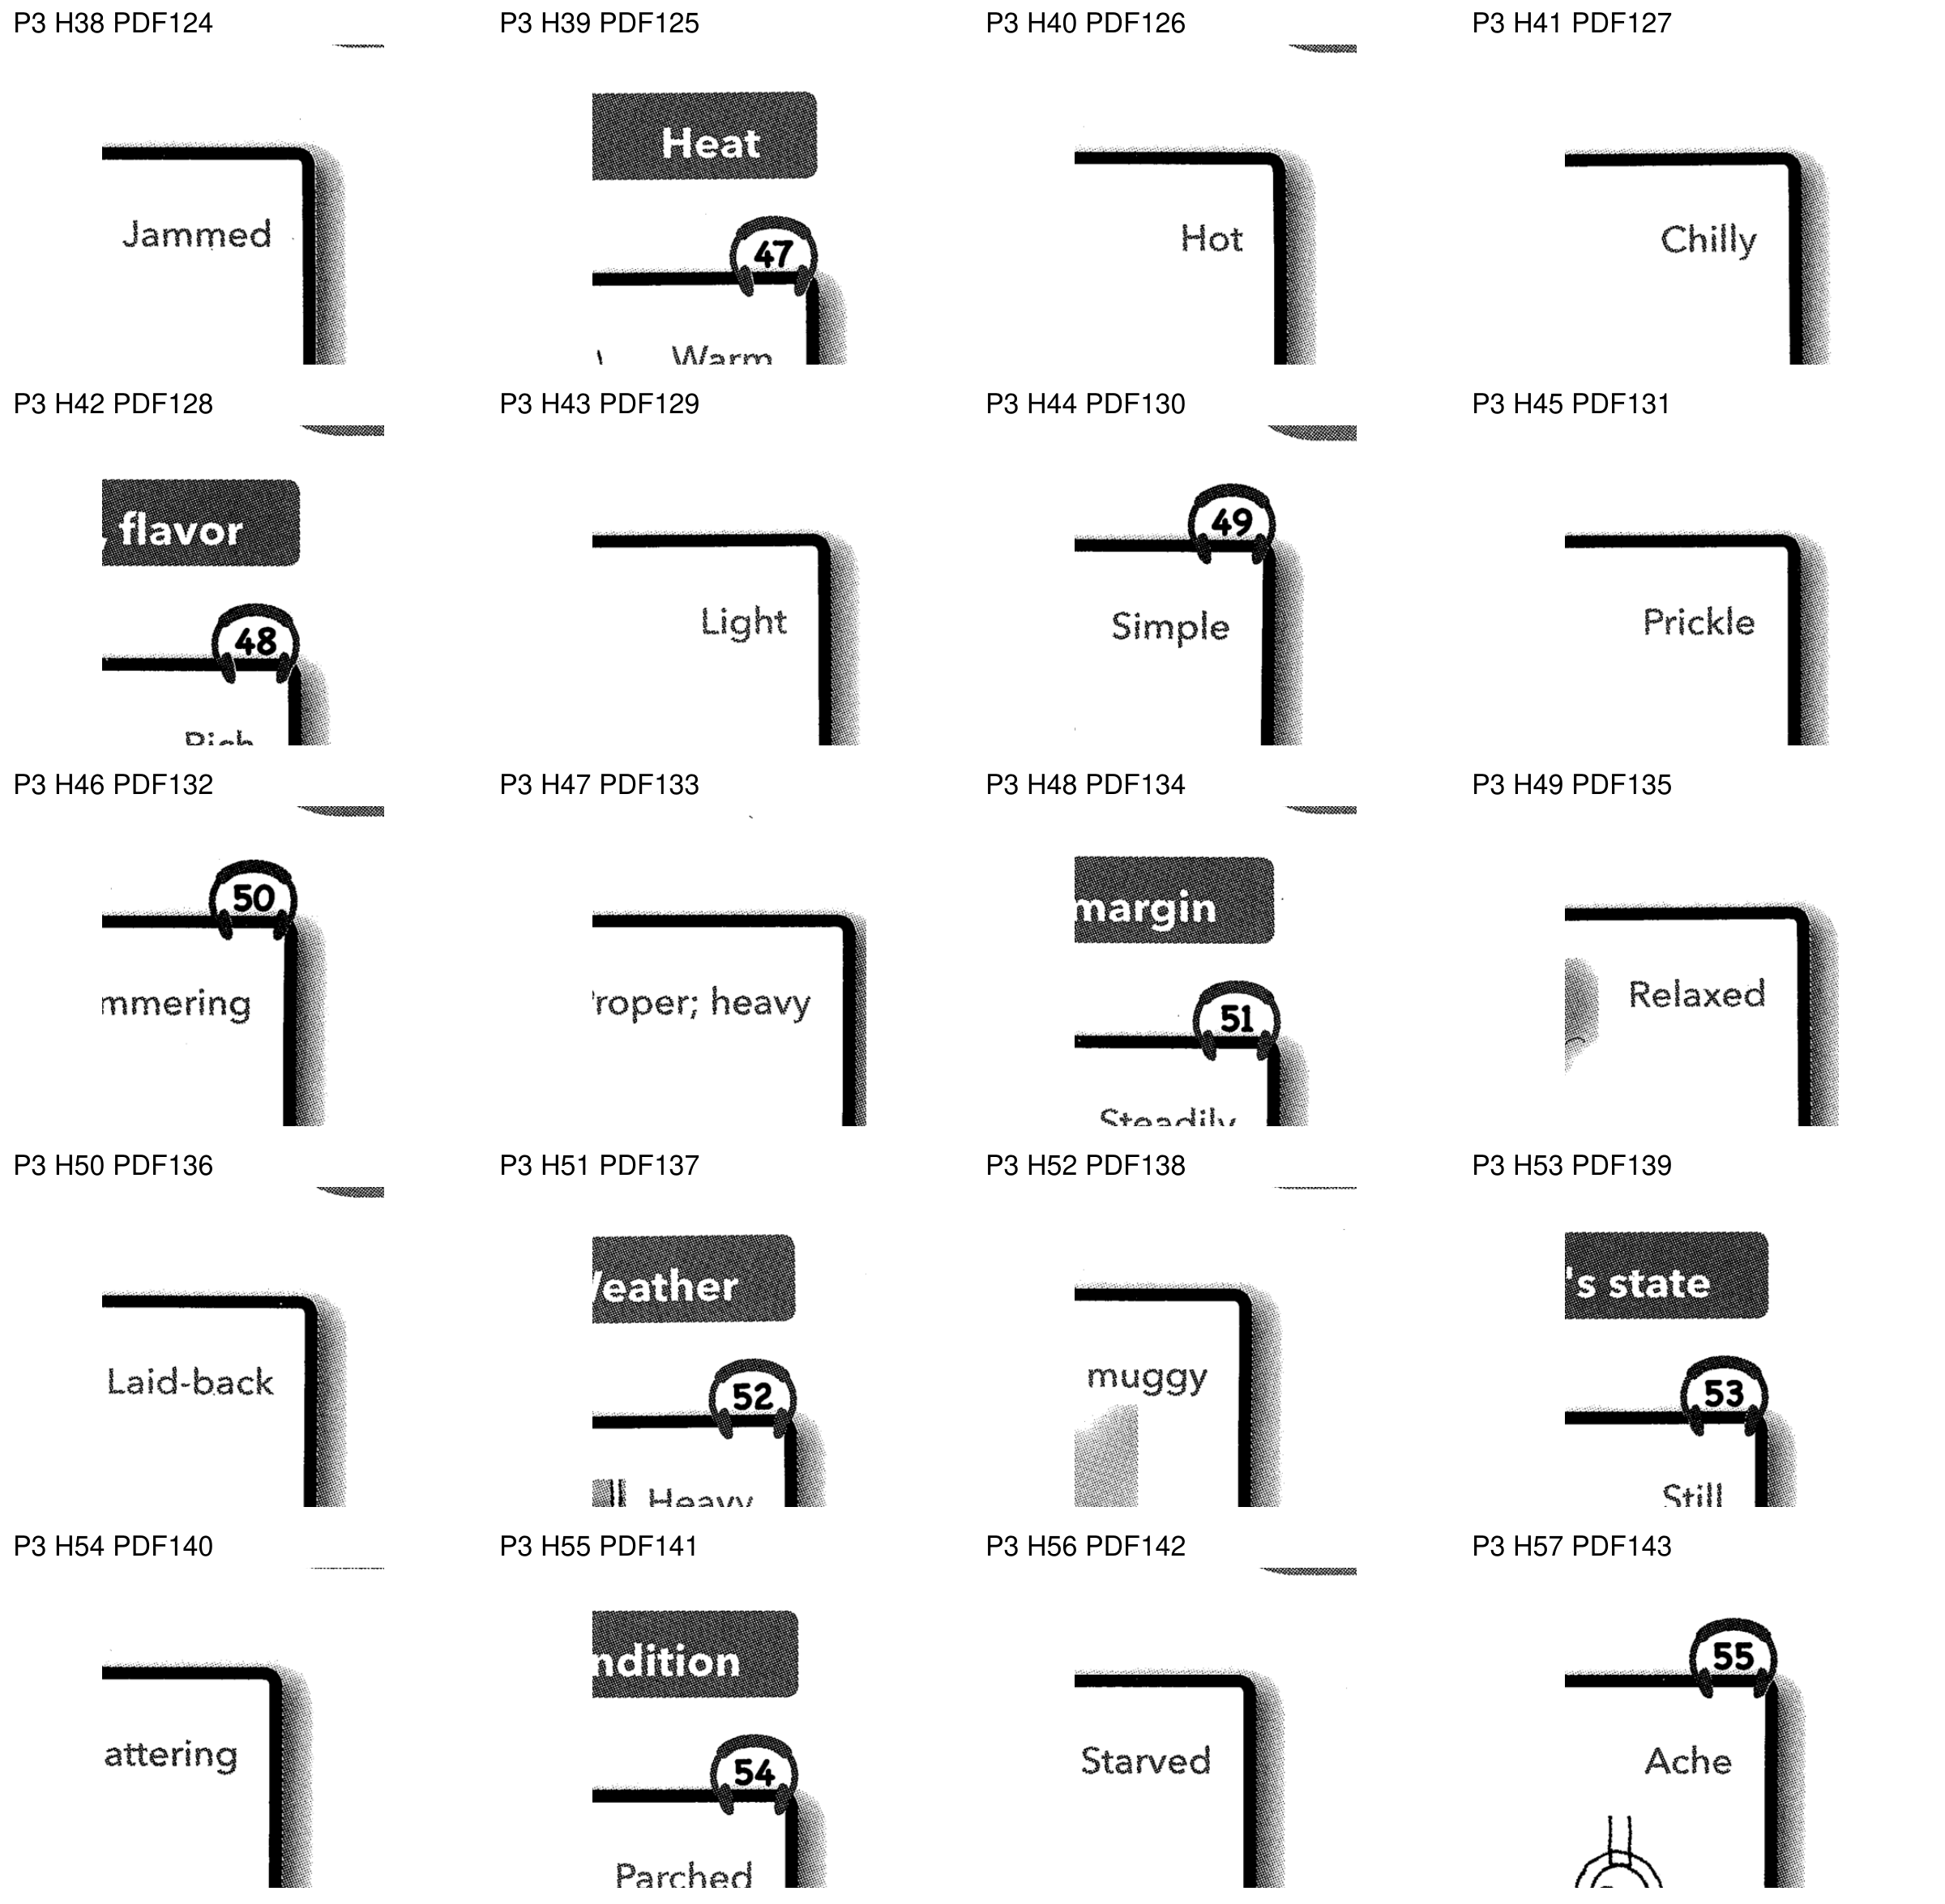 P3 H38 PDF124
P3 H39 PDF125
P3 H40 PDF126
P3 H41 PDF127
Jammed
Heat
47
Warm
Hot
Chilly
P3 H42 PDF128
P3 H43 PDF129
P3 H44 PDF130
P3 H45 PDF131
, flavor
48
Rich
Light
49
Simple
Prickle
P3 H46 PDF132
P3 H47 PDF133
P3 H48 PDF134
P3 H49 PDF135
50
mmering
roper; heavy
margin
51
Steadily
Relaxed
P3 H50 PDF136
P3 H51 PDF137
P3 H52 PDF138
P3 H53 PDF139
Laid-back
eather
52
Heavy
muggy
's state
53
Still
P3 H54 PDF140
P3 H55 PDF141
P3 H56 PDF142
P3 H57 PDF143
attering
ndition
54
Parched
Starved
55
Ache